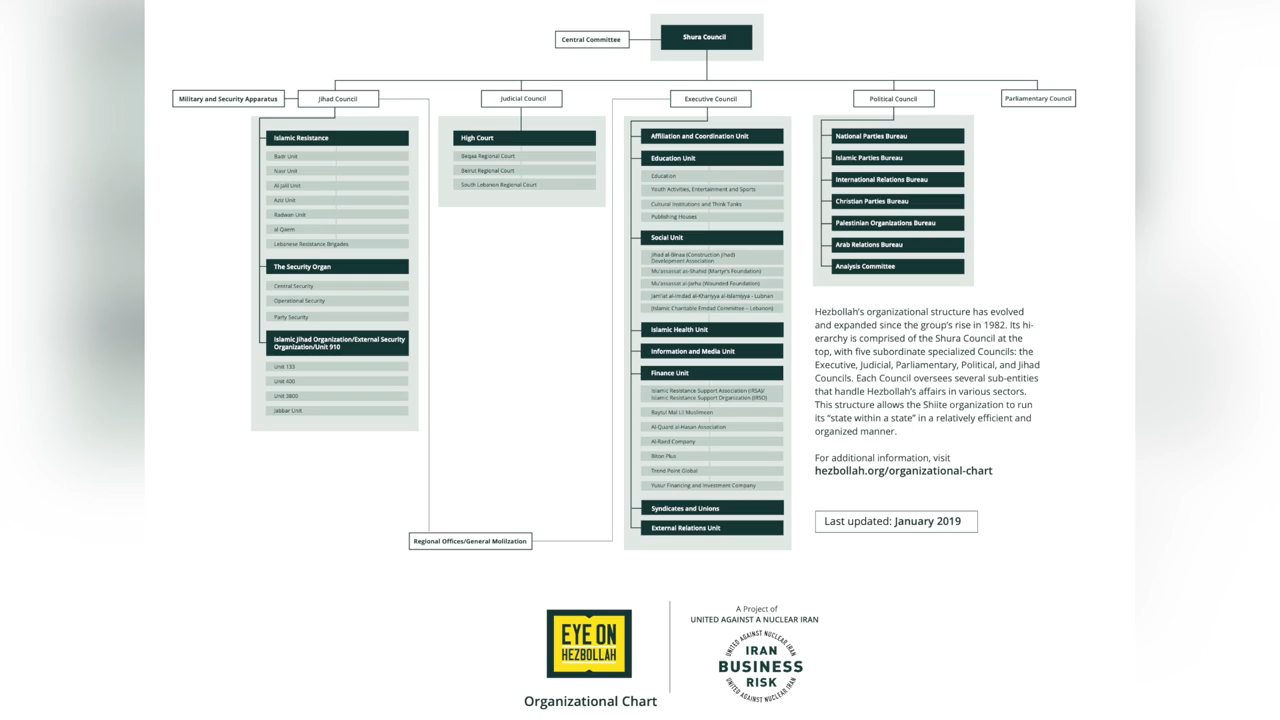 Shura Council
Central Committee
Military and Security Apparatus
Jihad Council
Judicial Council
Executive Council
Political Council
Parliamentary Council
Islamic Resistance
Badr Unit
Nasr Unit
Al Jalil Unit
Aziz Unit
Radwan Unit
al Qaem
Lebanese Resistance Brigades
The Security Organ
Central Security
Operational Security
Party Security
Islamic Jihad Organization/External Security
Organization/Unit 910
Unit 133
Unit 400
Unit 3800
Jabbar Unit
High Court
Beqaa Regional Court
Beirut Regional Court
South Lebanon Regional Court
Affiliation and Coordination Unit
Education Unit
Education
Youth Activities, Entertainment and Sports
Cultural Institutions and Think Tanks
Publishing Houses
Social Unit
Jihad al-Binaa (Construction Jihad)
Development Association
Mu'assasat as-Shahid (Martyr's Foundation)
Mu'assasat al-Jarha (Wounded Foundation)
Jam'iat al-Imdad al-Khayriyya al-Islamiyya - Lubnan
(Islamic Charitable Emdad Committee – Lebanon)
Islamic Health Unit
Information and Media Unit
Finance Unit
Islamic Resistance Support Association (IRSA)/
Islamic Resistance Support Organization (IRSO)
Baytul Mal Lil Muslimeen
Al-Quard al-Hasan Association
Al-Raed Company
Biton Plus
Trend Point Global
Yusur Financing and Investment Company
Syndicates and Unions
External Relations Unit
Regional Offices/General Molilzation
National Parties Bureau
Islamic Parties Bureau
International Relations Bureau
Christian Parties Bureau
Palestinian Organizations Bureau
Arab Relations Bureau
Analysis Committee
Hezbollah's organizational structure has evolved
and expanded since the group's rise in 1982. Its hi-
erarchy is comprised of the Shura Council at the
top, with five subordinate specialized Councils: the
Executive, Judicial, Parliamentary, Political, and Jihad
Councils. Each Council oversees several sub-entities
that handle Hezbollah's affairs in various sectors.
This structure allows the Shiite organization to run
its "state within a state" in a relatively efficient and
organized manner.
For additional information, visit
hezbollah.org/organizational-chart
Last updated: January 2019
EYE ON
HEZBOLLAH
Organizational Chart
A Project of
UNITED AGAINST A NUCLEAR IRAN
UNITED AGAINST NUCLEAR IRAN
IRAN
BUSINESS
RISK
UNITED AGAINST NUCLEAR IRAN